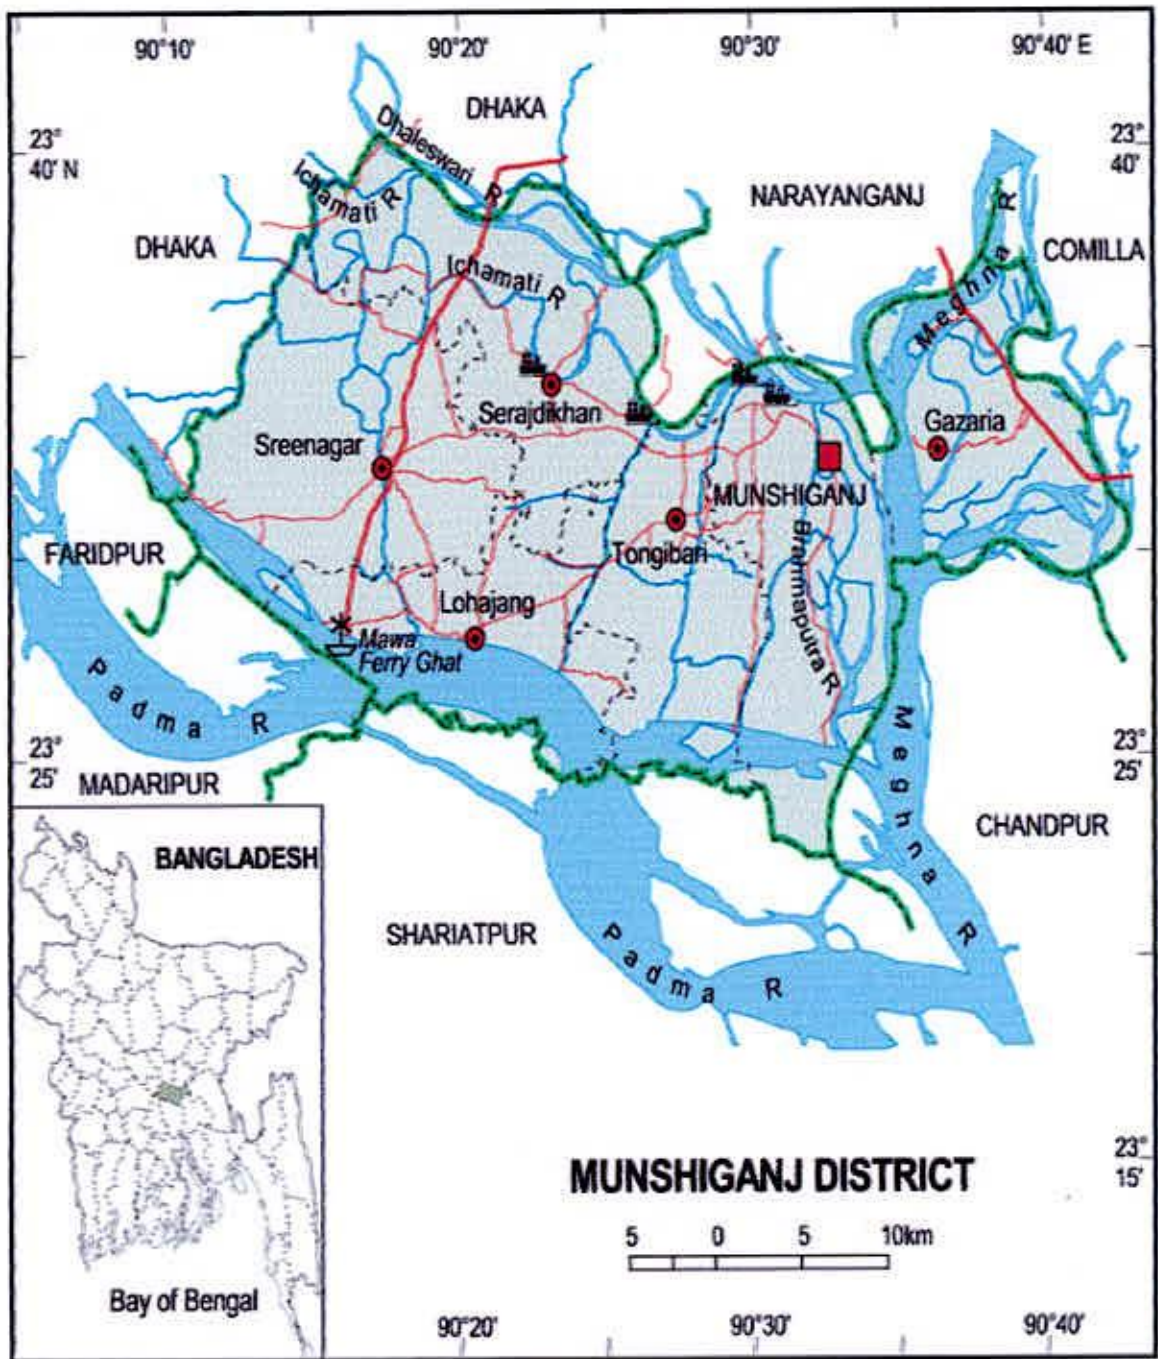 90°10'
90°20'
90°30'
90°40' E
DHAKA
23°
40' N
23°
40'
Dhaleswari R
Ichamati R
NARAYANGANJ
Meghna R
COMILLA
DHAKA
Ichamati R
Serajdikhan
Gazaria
Sreenagar
MUNSHIGANJ
FARIDPUR
Tongibari
Brahmaputra R
Lohajang
Mawa
Ferry Ghat
Padma R
Meghna R
23°
25'
23°
25'
MADARIPUR
CHANDPUR
BANGLADESH
SHARIATPUR
Padma R
23°
15'
MUNSHIGANJ DISTRICT
5 0 5 10km
Bay of Bengal
90°20'
90°30'
90°40'